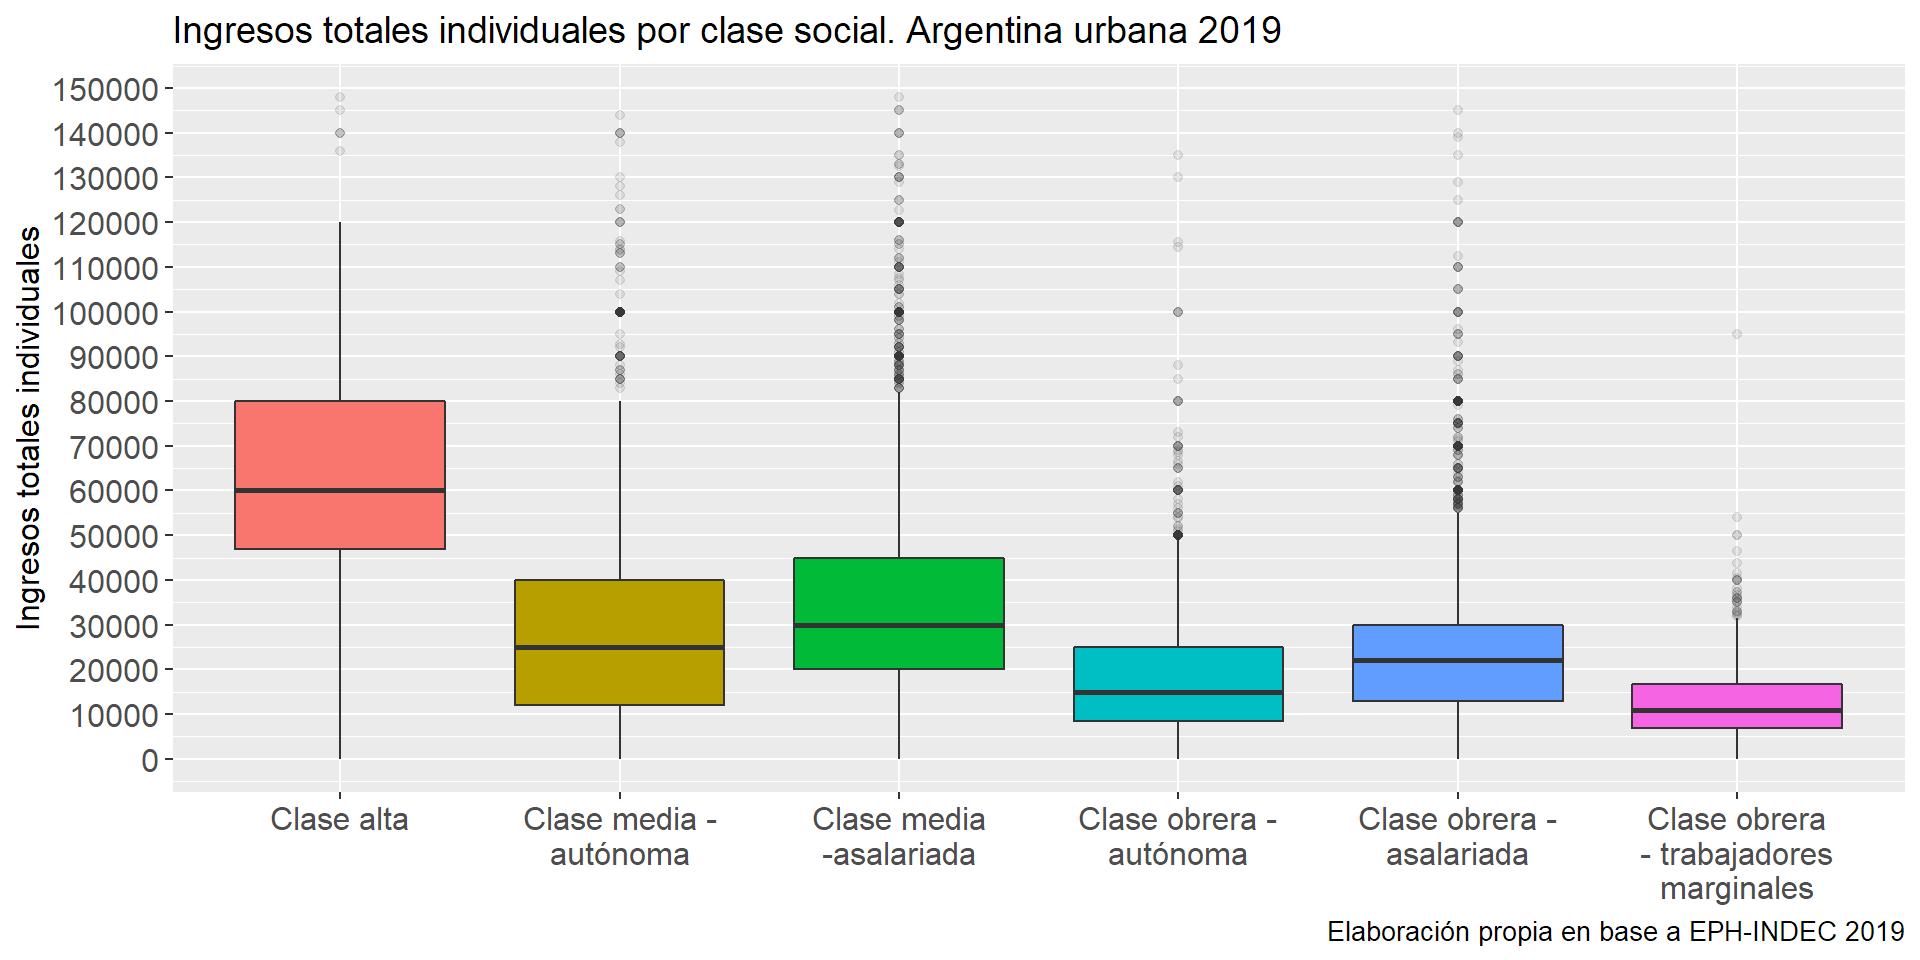 Ingresos totales individuales por clase social. Argentina urbana 2019
Ingresos totales individuales
150000
140000
130000
120000
110000
100000
90000
80000
70000
60000
50000
40000
30000
20000
10000
0
Clase alta
Clase media -
autónoma
Clase media
-asalariada
Clase obrera -
autónoma
Clase obrera -
asalariada
Clase obrera
- trabajadores
marginales
Elaboración propia en base a EPH-INDEC 2019